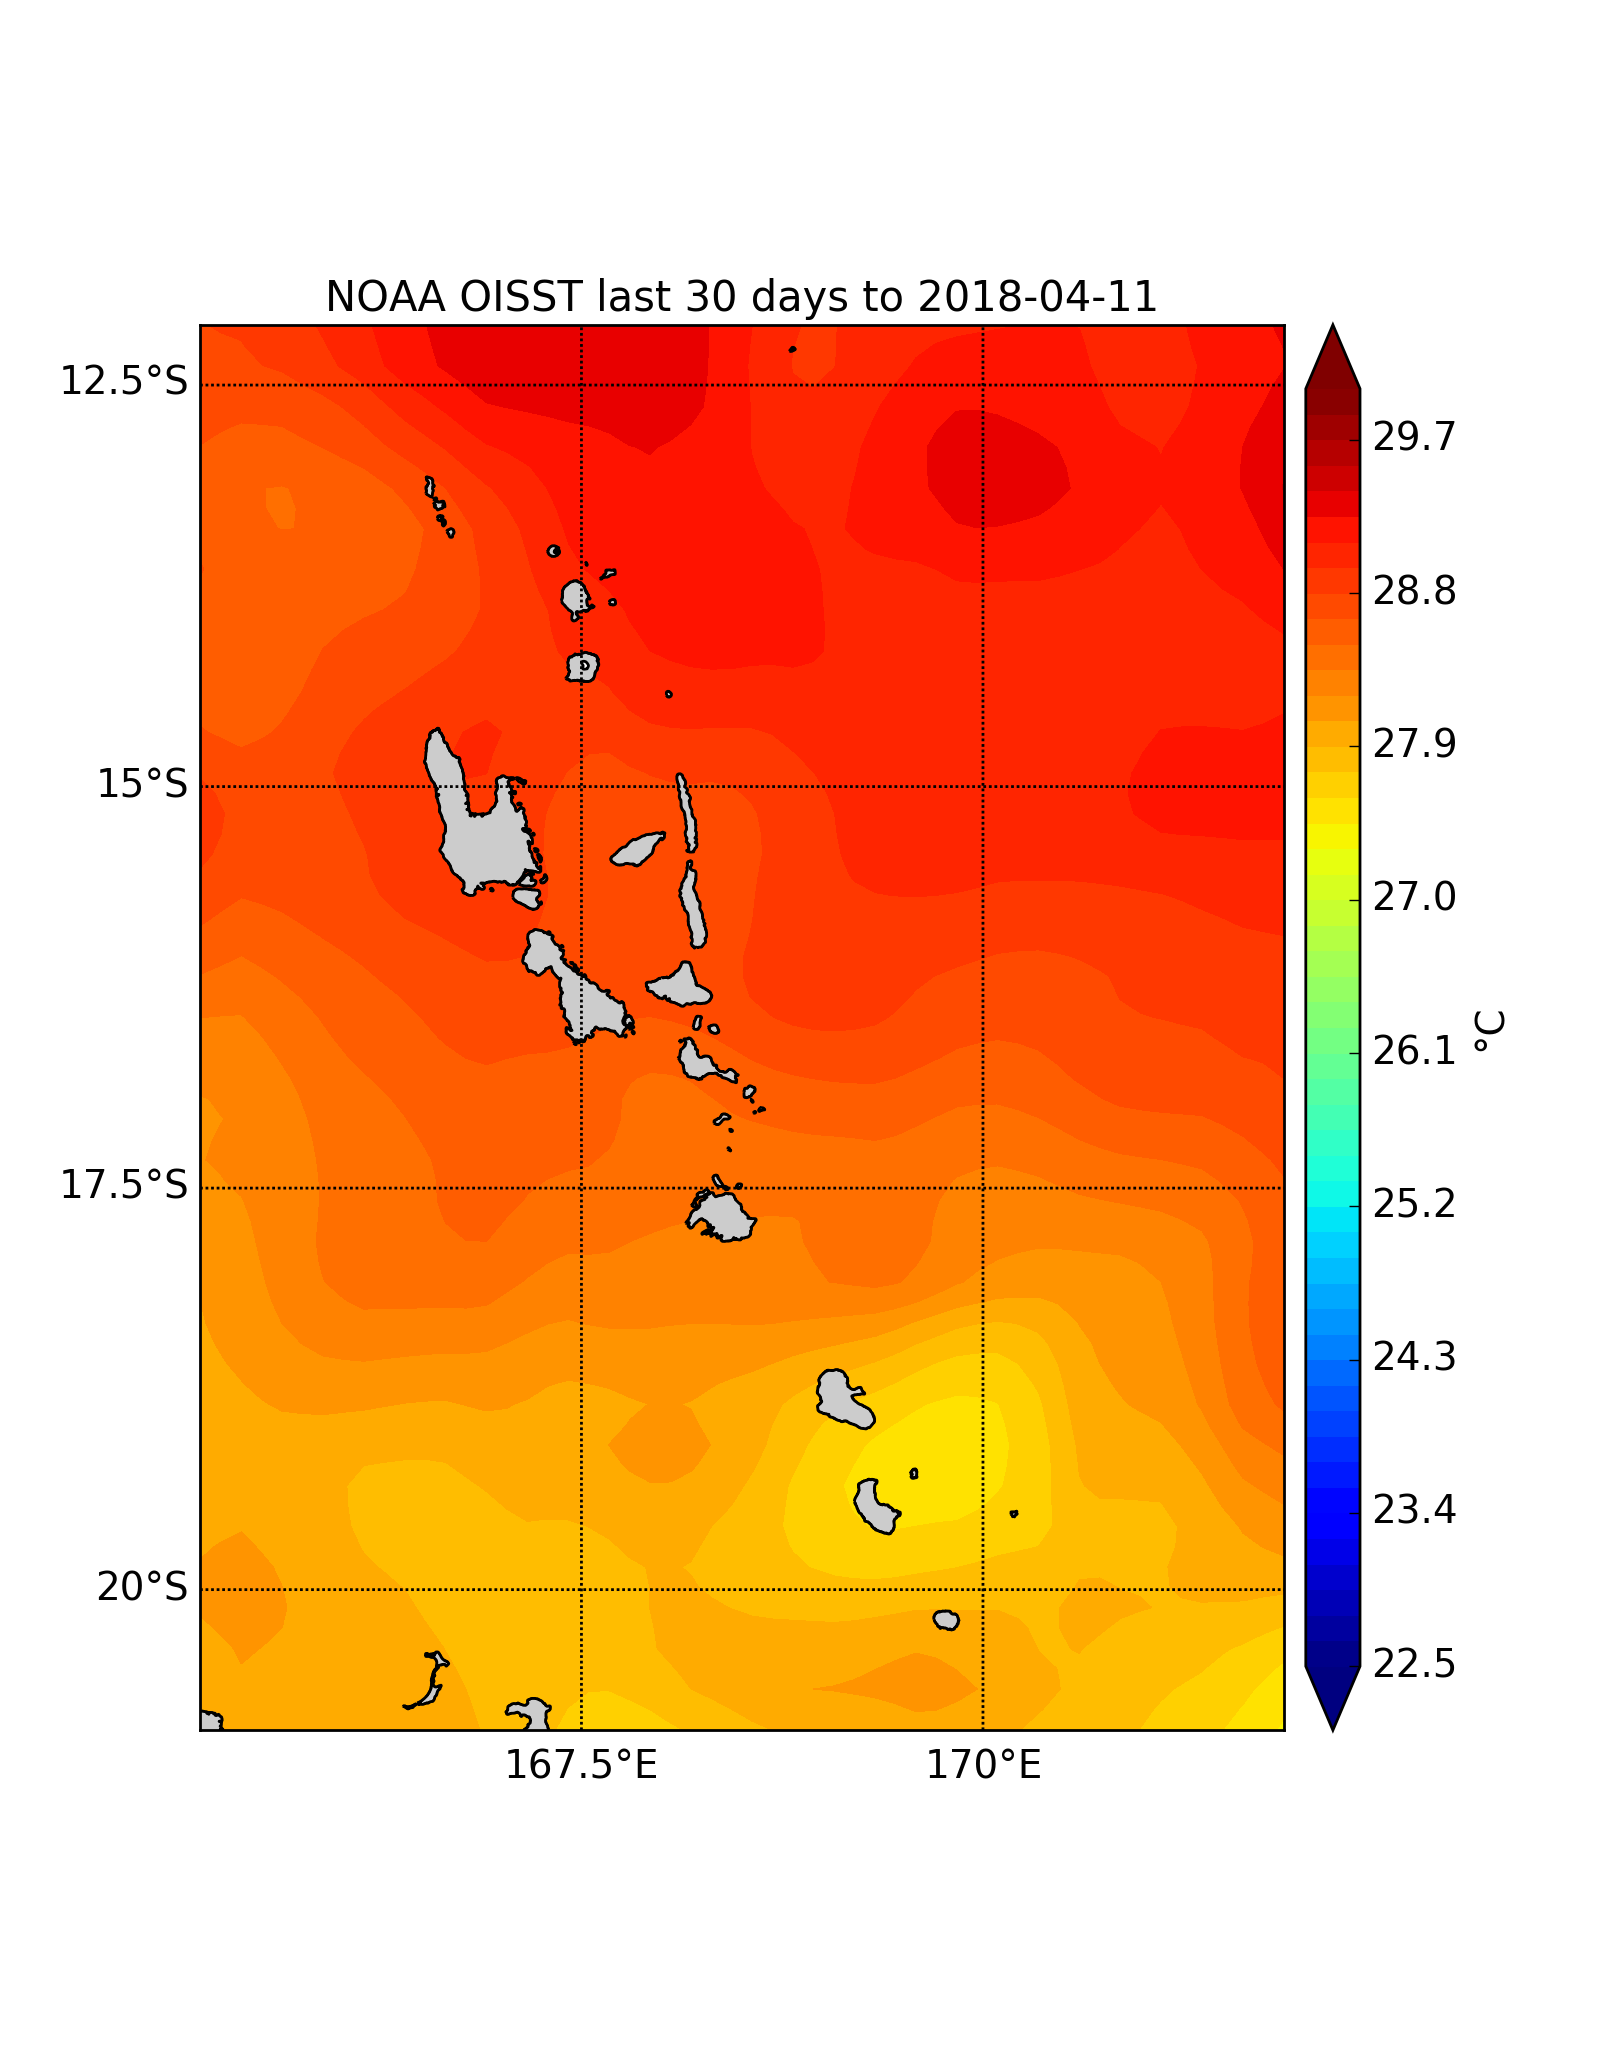 NOAA OISST last 30 days to 2018-04-11
12.5°S
15°S
17.5°S
20°S
167.5°E
170°E
29.7
28.8
27.9
27.0
26.1
25.2
24.3
23.4
22.5
°C